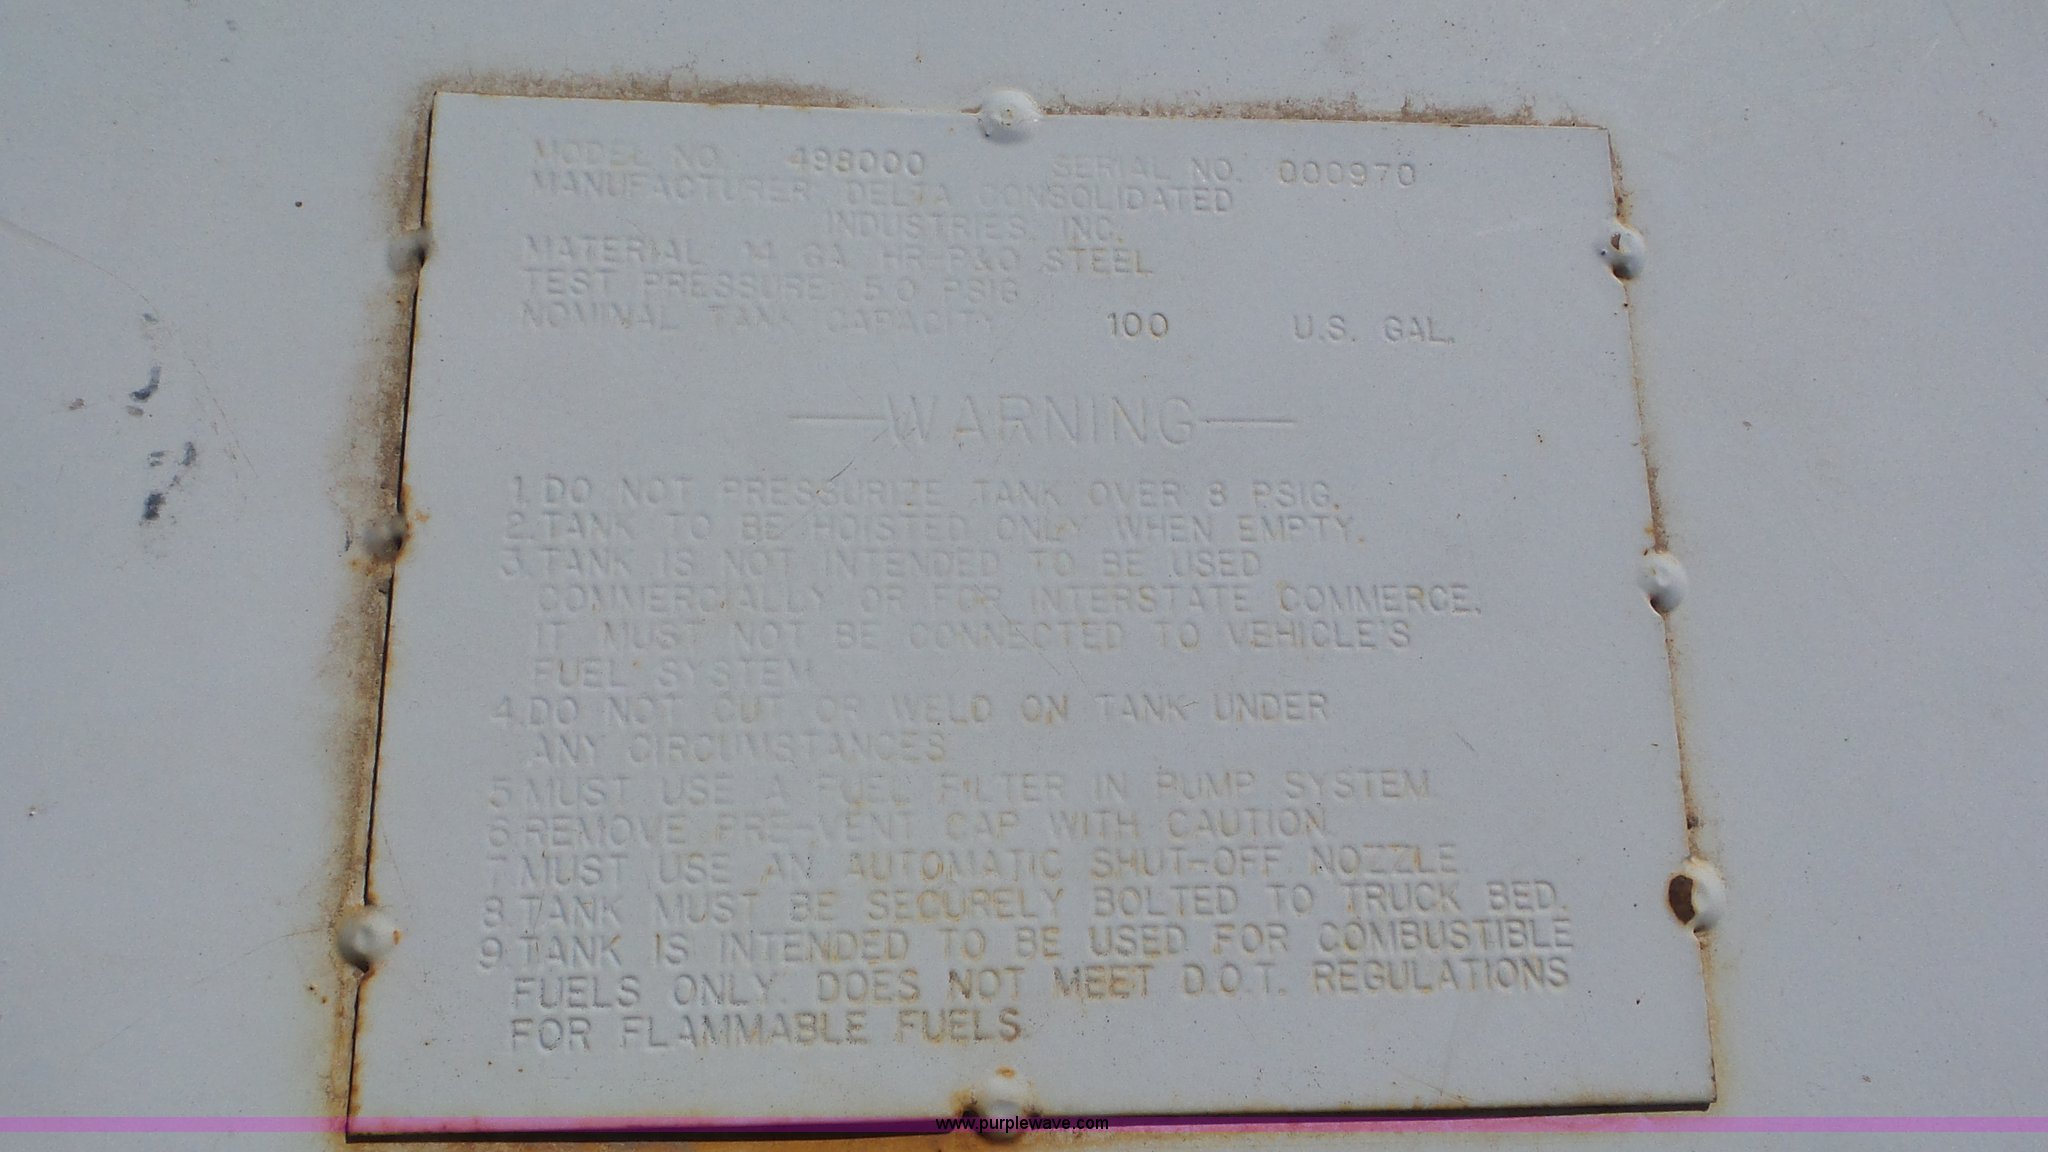 MODEL NO. 498000 SERIAL NO. 000970
MANUFACTURER DELTA CONSOLIDATED
INDUSTRIES, INC.
MATERIAL 14 GA. HR-P&O STEEL
TEST PRESSURE 5.0 PSIG
NOMINAL TANK CAPACITY 100 U.S. GAL.
—WARNING—
1. DO NOT PRESSURIZE TANK OVER 8 PSIG.
2. TANK TO BE HOISTED ONLY WHEN EMPTY.
3. TANK IS NOT INTENDED TO BE USED
COMMERCIALLY OR FOR INTERSTATE COMMERCE,
IT MUST NOT BE CONNECTED TO VEHICLE'S
FUEL SYSTEM
4. DO NOT CUT OR WELD ON TANK UNDER
ANY CIRCUMSTANCES
5. MUST USE A FUEL FILTER IN PUMP SYSTEM.
6. REMOVE PRE-VENT CAP WITH CAUTION.
7. MUST USE AN AUTOMATIC SHUT-OFF NOZZLE
8. TANK MUST BE SECURELY BOLTED TO TRUCK BED.
9. TANK IS INTENDED TO BE USED FOR COMBUSTIBLE
FUELS ONLY. DOES NOT MEET D.O.T. REGULATIONS
FOR FLAMMABLE FUELS.
www.purplewave.com